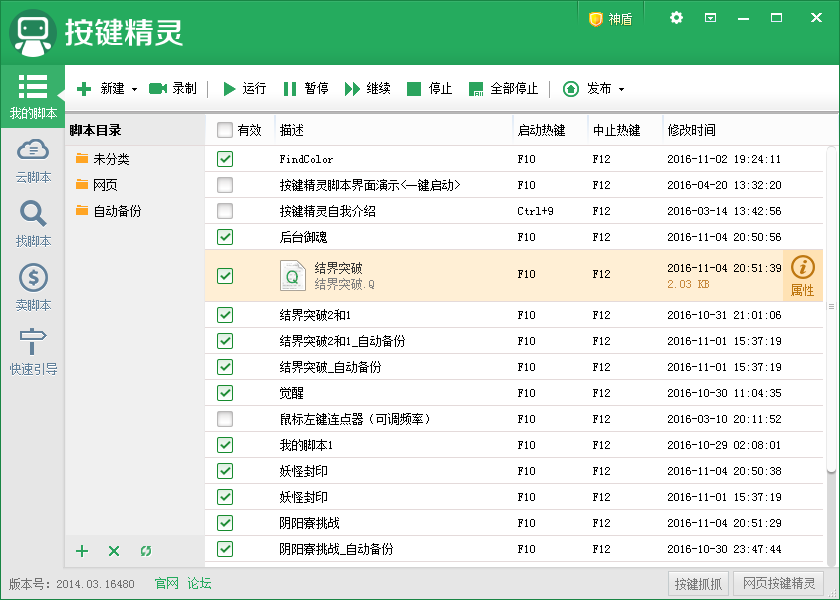 按键精灵
神盾
我的脚本
云脚本
找脚本
卖脚本
快速引导
新建 录制 运行 暂停 继续 停止 全部停止 发布
脚本目录
未分类
网页
自动备份
有效 描述 启动热键 中止热键 修改时间
FindColor F10 F12 2016-11-02 19:24:11
按键精灵脚本界面演示<一键启动> F10 F12 2016-04-20 13:32:20
按键精灵自我介绍 Ctrl+9 F12 2016-03-14 13:42:56
后台御魂 F10 F12 2016-11-04 20:50:56
结界突破 F10 F12 2016-11-04 20:51:39
结界突破.Q 2.03 KB 属性
结界突破2和1 F10 F12 2016-10-31 21:01:06
结界突破2和1_自动备份 F10 F12 2016-11-01 15:37:19
结界突破_自动备份 F10 F12 2016-11-01 15:37:19
觉醒 F10 F12 2016-10-30 11:04:35
鼠标左键连点器（可调频率） F10 F12 2016-03-10 20:11:52
我的脚本1 F10 F12 2016-10-29 02:08:01
妖怪封印 F10 F12 2016-11-04 20:50:38
妖怪封印 F10 F12 2016-11-01 15:37:19
阴阳寮挑战 F10 F12 2016-11-04 20:51:29
阴阳寮挑战_自动备份 F10 F12 2016-10-30 23:47:44
版本号：2014.03.16480 官网 论坛 按键抓抓 网页按键精灵